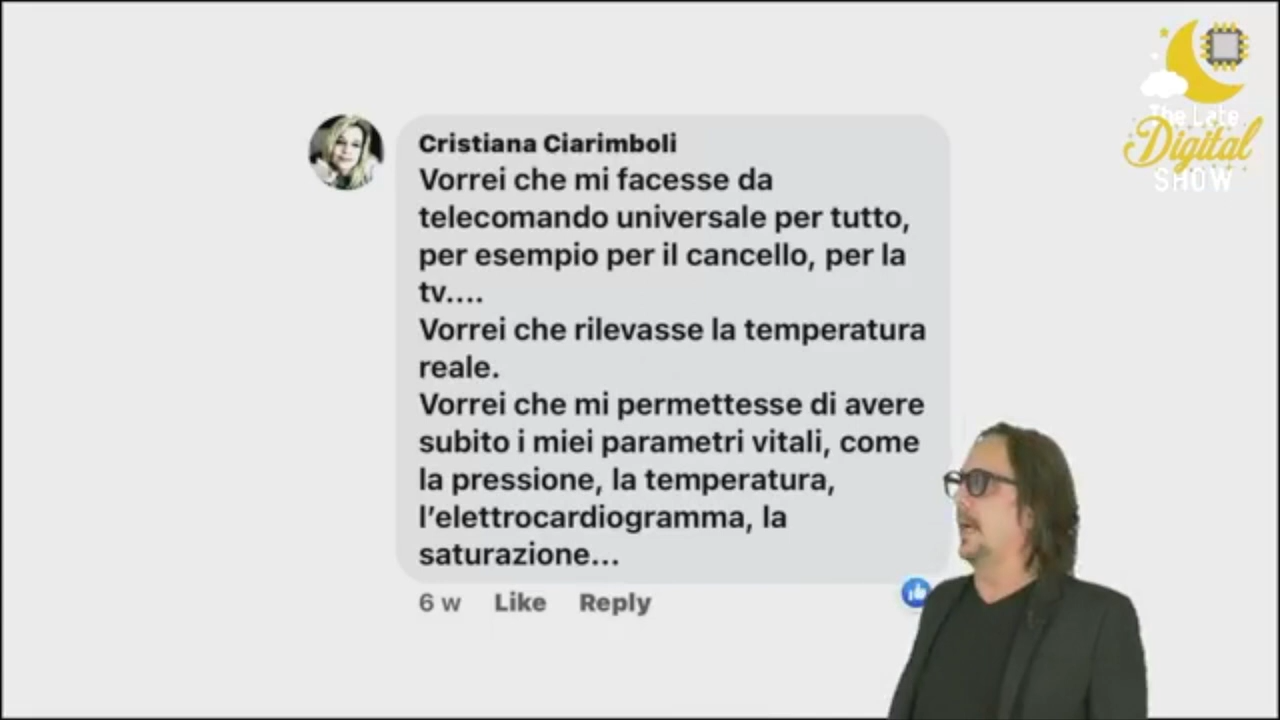 The Late
Digital
SHOW
Cristiana Ciarimboli
Vorrei che mi facesse da
telecomando universale per tutto,
per esempio per il cancello, per la
tv....
Vorrei che rilevasse la temperatura
reale.
Vorrei che mi permettesse di avere
subito i miei parametri vitali, come
la pressione, la temperatura,
l’elettrocardiogramma, la
saturazione...
6 w Like Reply